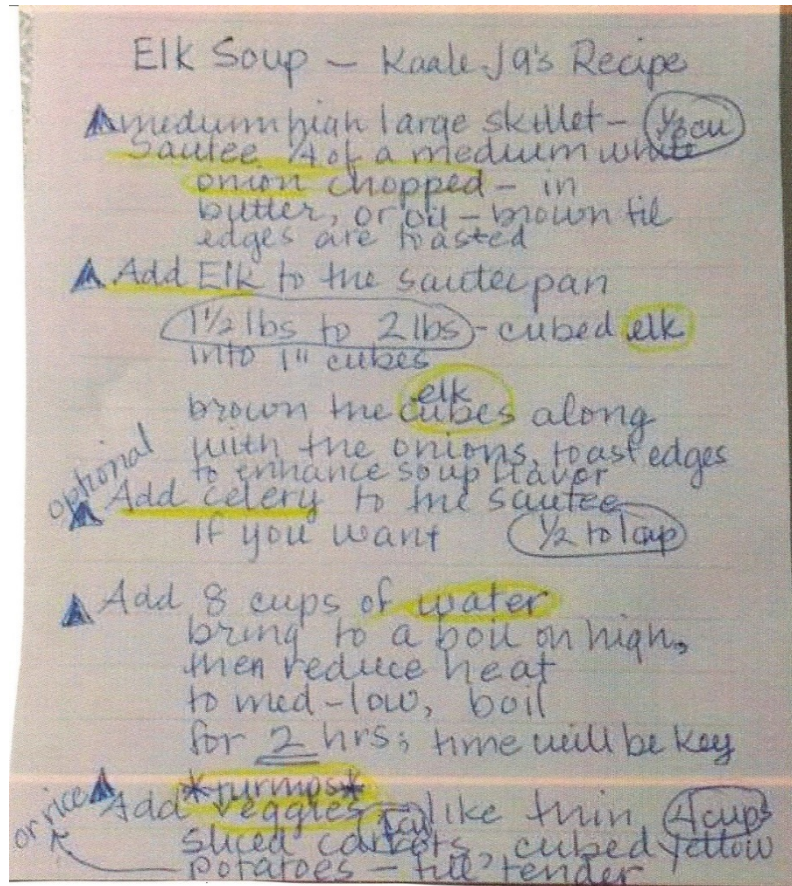 Elk Soup – Kaale Ja's Recipe
medium high large skillet – 1/2 cu
Sautee 1/4 of a medium white
onion chopped – in
butter, or oil – brown til
edges are toasted
Add Elk to the sautee pan
1 1/2 lbs to 2 lbs - cubed elk
into 1" cubes
elk
brown the cubes along
with the onions, toast edges
to enhance soup flavor
optional
Add celery to the sautee
If you want 1/2 to 1 cup
Add 8 cups of water
bring to a boil on high,
then reduce heat
to med-low, boil
for 2 hrs; time will be key
*turnips*
or rice Add veggies – like thin 4 cups
sliced carrots, cubed yellow
potatoes – till tender